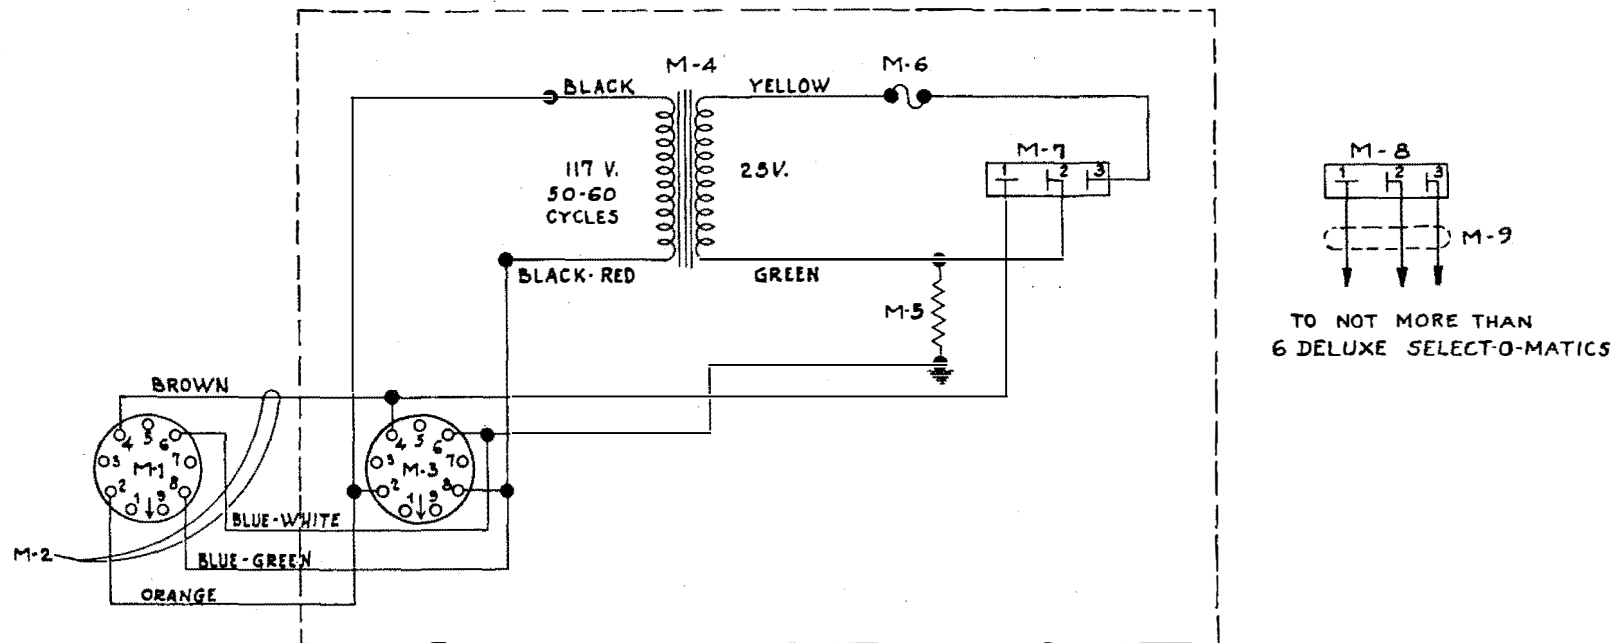 M-4
M-6
BLACK
YELLOW
117 V.
50-60
CYCLES
25V.
M-7
1 2 3
M-8
1 2 3
M-9
BLACK-RED
GREEN
M-5
TO NOT MORE THAN
6 DELUXE SELECT-O-MATICS
BROWN
4 5 6
3 M-1 7
2 1 9 8
4 5 6
3 M-3 7
2 1 9 8
BLUE-WHITE
M-2
BLUE-GREEN
ORANGE